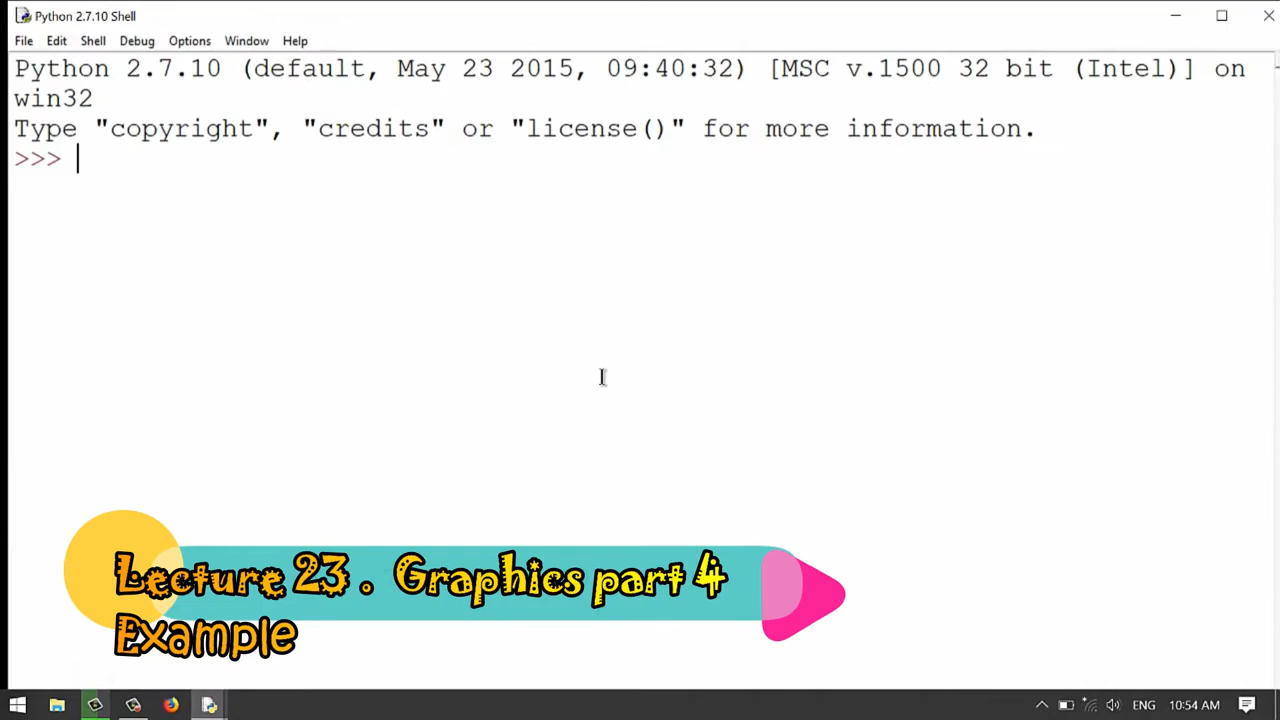 Python 2.7.10 Shell
File Edit Shell Debug Options Window Help
Python 2.7.10 (default, May 23 2015, 09:40:32) [MSC v.1500 32 bit (Intel)] on
win32
Type "copyright", "credits" or "license()" for more information.
>>>
Lecture 23 . Graphics part 4
Example
ENG 10:54 AM